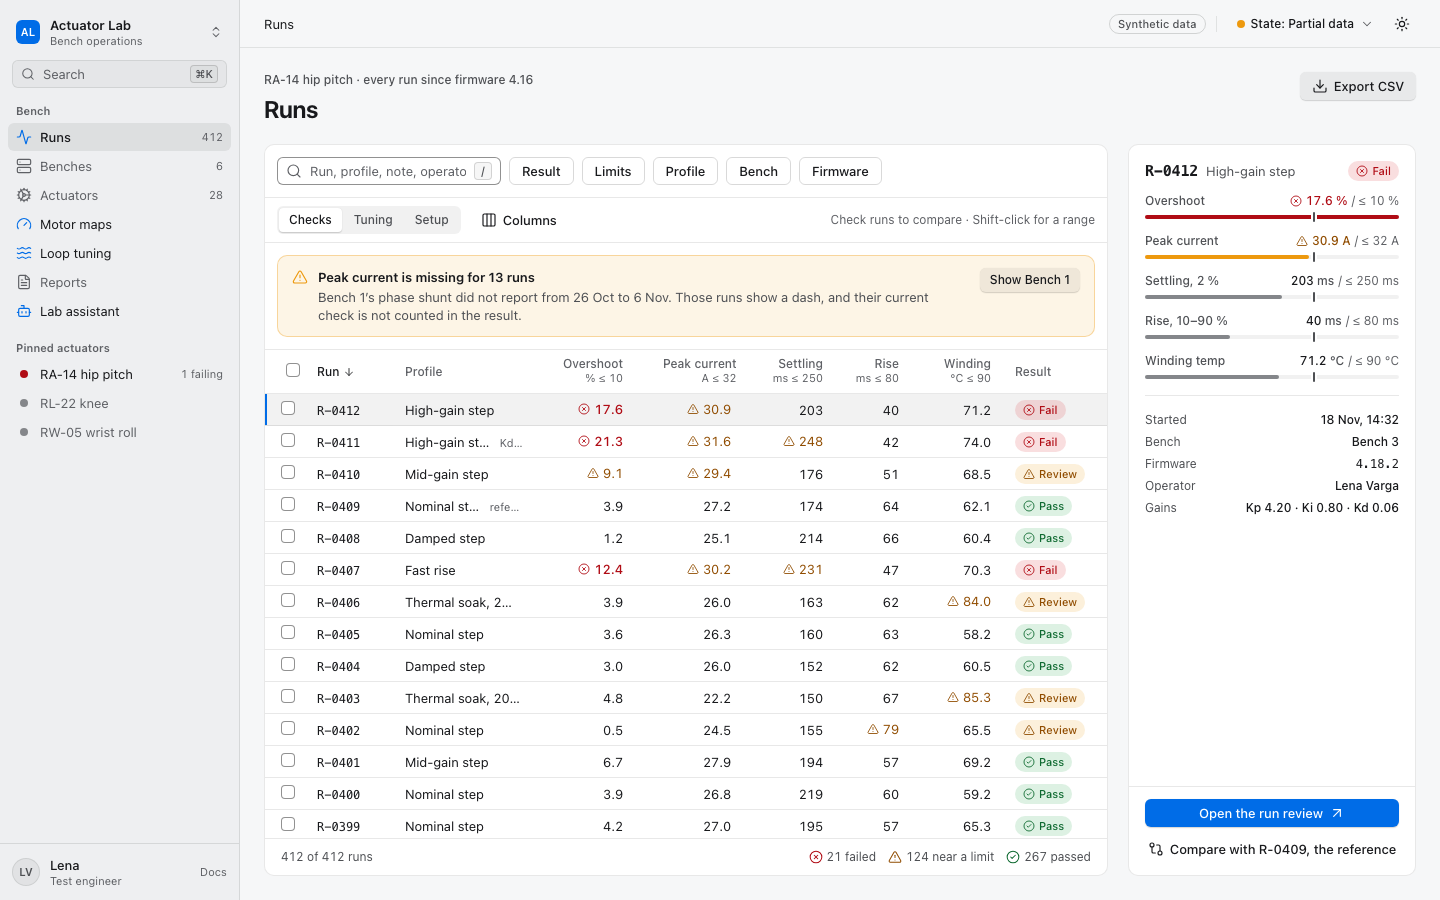 AL
Actuator Lab
Bench operations
Search ⌘K
Bench
Runs 412
Benches 6
Actuators 28
Motor maps
Loop tuning
Reports
Lab assistant
Pinned actuators
RA-14 hip pitch 1 failing
RL-22 knee
RW-05 wrist roll
LV
Lena
Test engineer
Docs
Runs
Synthetic data
State: Partial data
RA-14 hip pitch · every run since firmware 4.16
Runs
Export CSV
Run, profile, note, operato /
Result
Limits
Profile
Bench
Firmware
Checks
Tuning
Setup
Columns
Check runs to compare · Shift-click for a range
Peak current is missing for 13 runs
Bench 1’s phase shunt did not report from 26 Oct to 6 Nov. Those runs show a dash, and their current
check is not counted in the result.
Show Bench 1
Run ↓ Profile Overshoot Peak current Settling Rise Winding Result
% ≤ 10 A ≤ 32 ms ≤ 250 ms ≤ 80 °C ≤ 90
R−0412 High-gain step 17.6 30.9 203 40 71.2 Fail
R−0411 High-gain st… Kd… 21.3 31.6 248 42 74.0 Fail
R−0410 Mid-gain step 9.1 29.4 176 51 68.5 Review
R−0409 Nominal st… refe… 3.9 27.2 174 64 62.1 Pass
R−0408 Damped step 1.2 25.1 214 66 60.4 Pass
R−0407 Fast rise 12.4 30.2 231 47 70.3 Fail
R−0406 Thermal soak, 2… 3.9 26.0 163 62 84.0 Review
R−0405 Nominal step 3.6 26.3 160 63 58.2 Pass
R−0404 Damped step 3.0 26.0 152 62 60.5 Pass
R−0403 Thermal soak, 20… 4.8 22.2 150 67 85.3 Review
R−0402 Nominal step 0.5 24.5 155 79 65.5 Review
R−0401 Mid-gain step 6.7 27.9 194 57 69.2 Pass
R−0400 Nominal step 3.9 26.8 219 60 59.2 Pass
R−0399 Nominal step 4.2 27.0 195 57 65.3 Pass
412 of 412 runs
21 failed
124 near a limit
267 passed
R−0412 High-gain step Fail
Overshoot 17.6 % / ≤ 10 %
Peak current 30.9 A / ≤ 32 A
Settling, 2 % 203 ms / ≤ 250 ms
Rise, 10–90 % 40 ms / ≤ 80 ms
Winding temp 71.2 °C / ≤ 90 °C
Started 18 Nov, 14:32
Bench Bench 3
Firmware 4.18.2
Operator Lena Varga
Gains Kp 4.20 · Ki 0.80 · Kd 0.06
Open the run review
Compare with R-0409, the reference